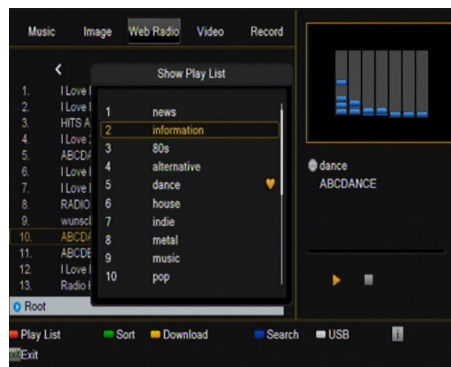 Music Image Web Radio Video Record
Show Play List
1. I Love
2. I Love
3. HITS A
4. I Love
5. ABCDA
6. I Love
7. I Love
8. RADIO
9. wunscl
10. ABCDA
11. ABCDE
12. I Love
13. Radio
1 news
2 information
3 80s
4 alternative
5 dance
6 house
7 indie
8 metal
9 music
10 pop
dance
ABCDANCE
Root
Play List Sort Download Search USB i
Exit